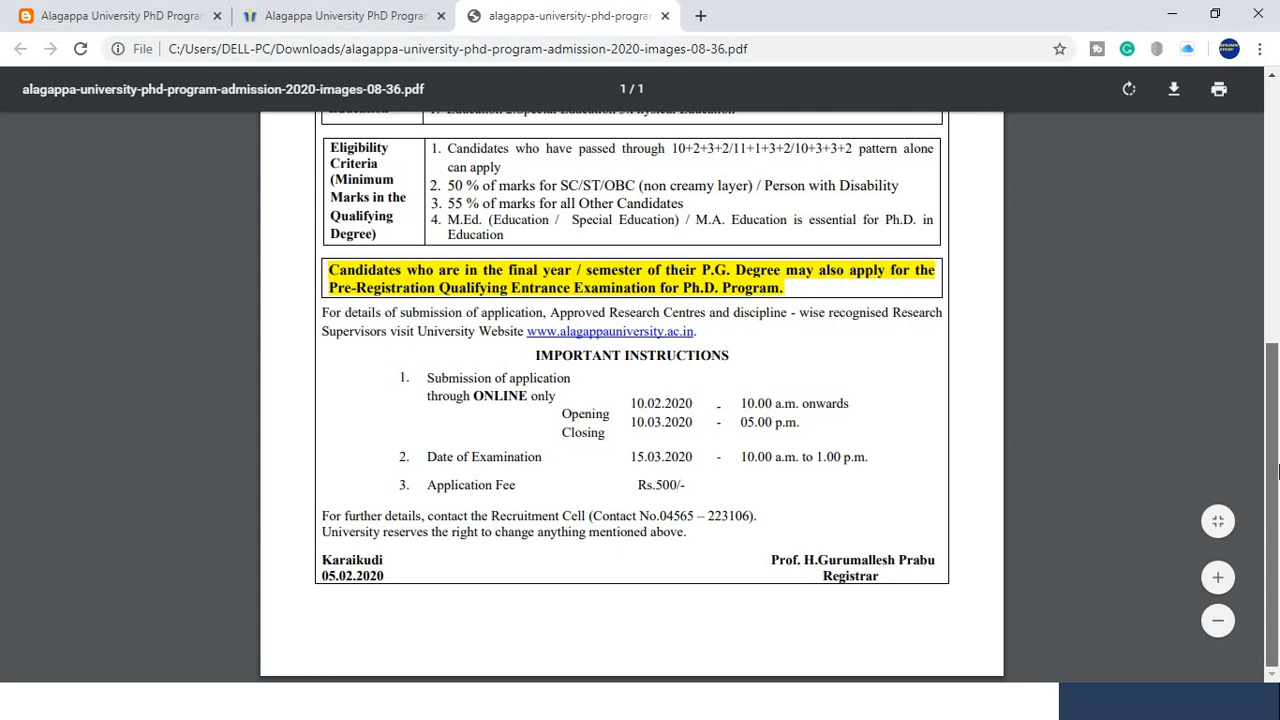 Alagappa University PhD Program
Alagappa University PhD Program
alagappa-university-phd-progra
File C:/Users/DELL-PC/Downloads/alagappa-university-phd-program-admission-2020-images-08-36.pdf
alagappa-university-phd-program-admission-2020-images-08-36.pdf 1 / 1
Eligibility Criteria (Minimum Marks in the Qualifying Degree)
1. Candidates who have passed through 10+2+3+2/11+1+3+2/10+3+3+2 pattern alone
can apply
2. 50 % of marks for SC/ST/OBC (non creamy layer) / Person with Disability
3. 55 % of marks for all Other Candidates
4. M.Ed. (Education / Special Education) / M.A. Education is essential for Ph.D. in
Education
Candidates who are in the final year / semester of their P.G. Degree may also apply for the
Pre-Registration Qualifying Entrance Examination for Ph.D. Program.
For details of submission of application, Approved Research Centres and discipline - wise recognised Research
Supervisors visit University Website www.alagappauniversity.ac.in.
IMPORTANT INSTRUCTIONS
1. Submission of application
through ONLINE only
Opening 10.02.2020 - 10.00 a.m. onwards
Closing 10.03.2020 - 05.00 p.m.
2. Date of Examination 15.03.2020 - 10.00 a.m. to 1.00 p.m.
3. Application Fee Rs.500/-
For further details, contact the Recruitment Cell (Contact No.04565 – 223106).
University reserves the right to change anything mentioned above.
Karaikudi Prof. H.Gurumallesh Prabu
05.02.2020 Registrar